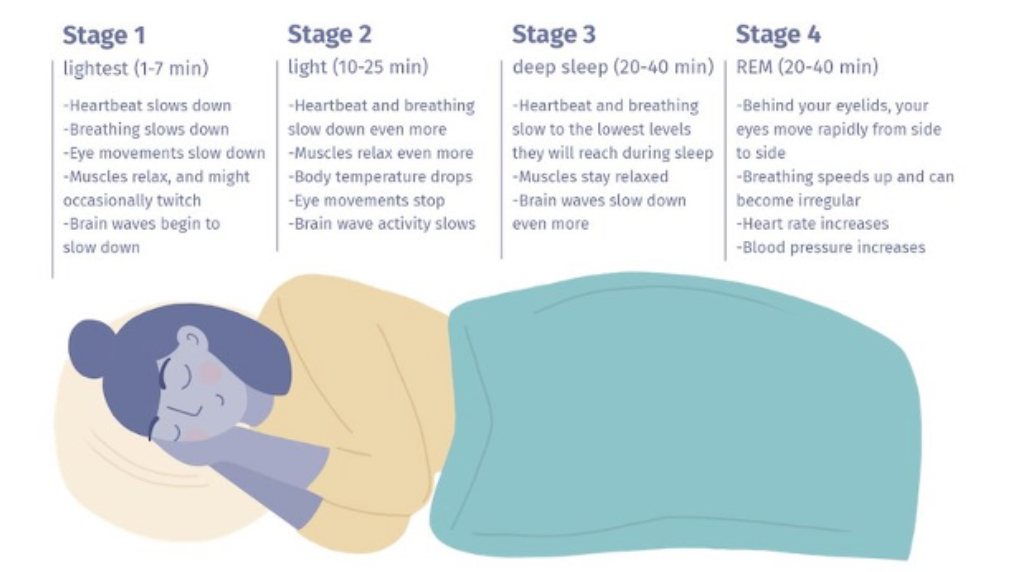 Stage 1
lightest (1-7 min)
-Heartbeat slows down
-Breathing slows down
-Eye movements slow down
-Muscles relax, and might
occasionally twitch
-Brain waves begin to
slow down
Stage 2
light (10-25 min)
-Heartbeat and breathing
slow down even more
-Muscles relax even more
-Body temperature drops
-Eye movements stop
-Brain wave activity slows
Stage 3
deep sleep (20-40 min)
-Heartbeat and breathing
slow to the lowest levels
they will reach during sleep
-Muscles stay relaxed
-Brain waves slow down
even more
Stage 4
REM (20-40 min)
-Behind your eyelids, your
eyes move rapidly from side
to side
-Breathing speeds up and can
become irregular
-Heart rate increases
-Blood pressure increases